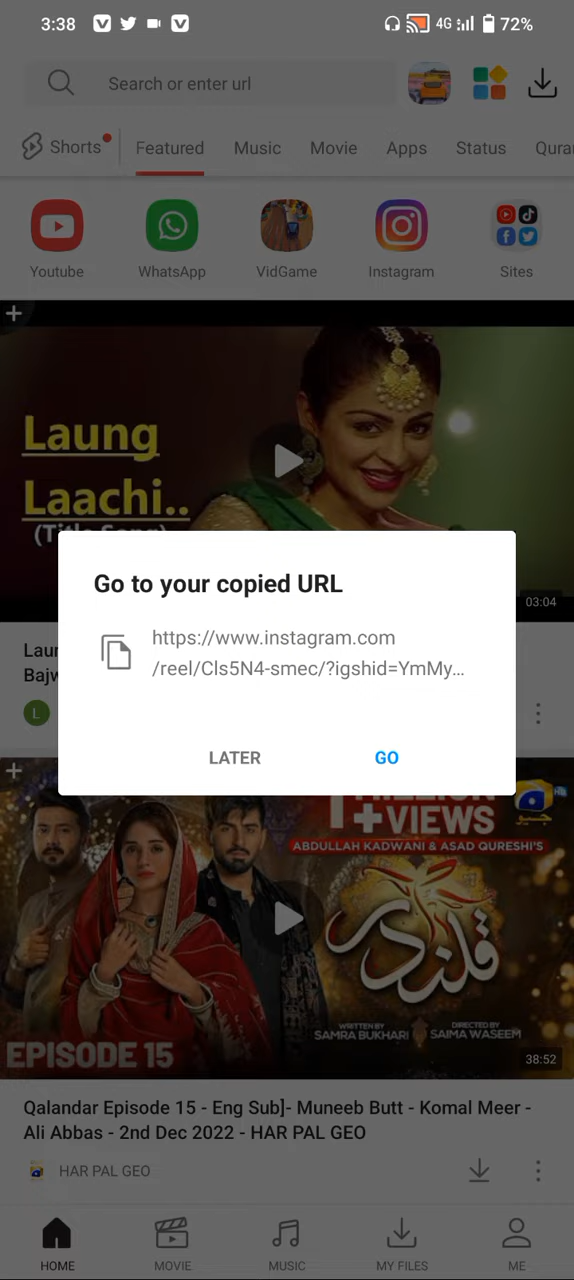 3:38
4G
72%
Search or enter url
Shorts
Featured
Music
Movie
Apps
Status
Qura
Youtube
WhatsApp
VidGame
Instagram
Sites
Laung
Laachi..
03:04
Go to your copied URL
https://www.instagram.com
/reel/Cls5N4-smec/?igshid=YmMy...
LATER
GO
Laun
Bajw
L
+VIEWS
ABDULLAH KADWANI & ASAD QURESHI'S
قلندر
WRITTEN BY
SAMRA BUKHARI
DIRECTED BY
SAIMA WASEEM
EPISODE 15
38:52
Qalandar Episode 15 - Eng Sub]- Muneeb Butt - Komal Meer -
Ali Abbas - 2nd Dec 2022 - HAR PAL GEO
HAR PAL GEO
HOME
MOVIE
MUSIC
MY FILES
ME